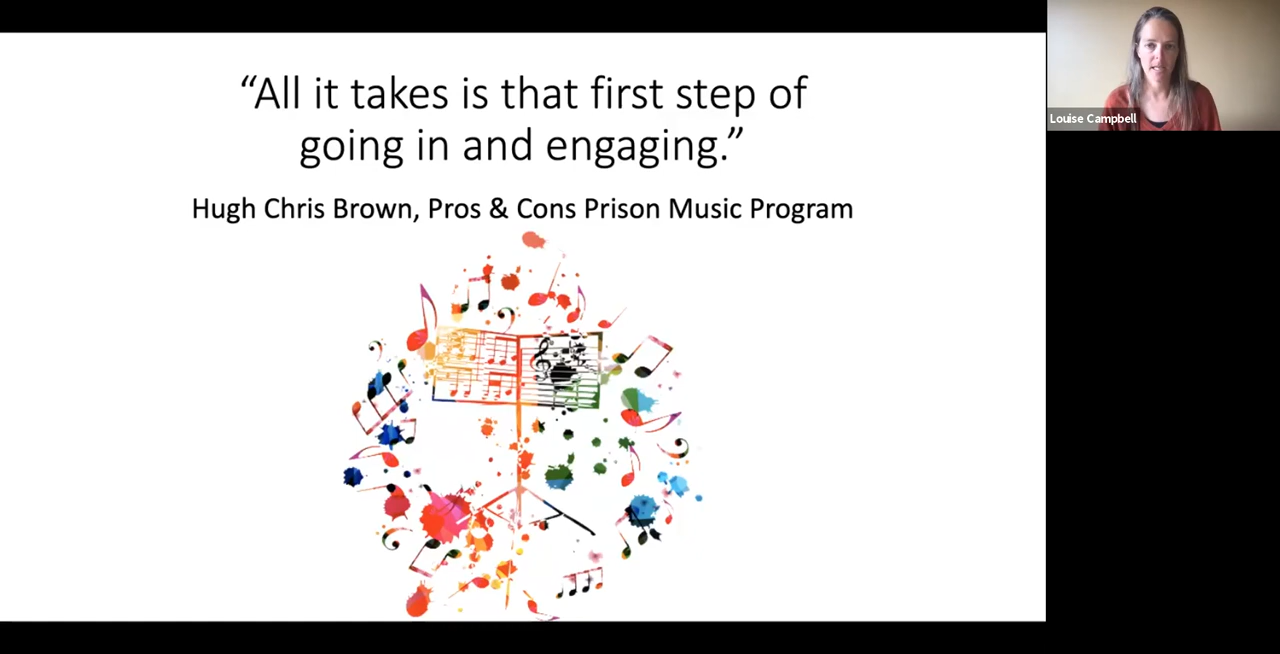 “All it takes is that first step of
going in and engaging.”
Hugh Chris Brown, Pros & Cons Prison Music Program
Louise Campbell